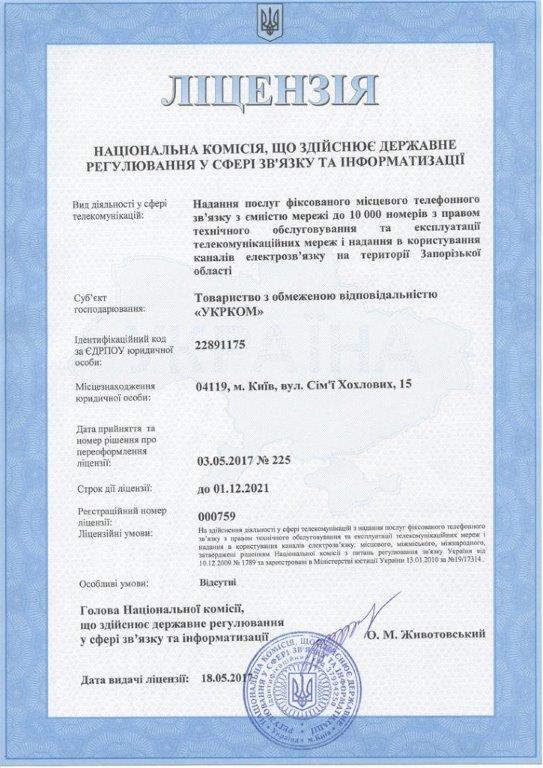 ЛІЦЕНЗІЯ
НАЦІОНАЛЬНА КОМІСІЯ, ЩО ЗДІЙСНЮЄ ДЕРЖАВНЕ
РЕГУЛЮВАННЯ У СФЕРІ ЗВ'ЯЗКУ ТА ІНФОРМАТИЗАЦІЇ
Вид діяльності у сфері
телекомунікацій:
Надання послуг фіксованого місцевого телефонного
зв'язку з ємністю мережі до 10 000 номерів з правом
технічного обслуговування та експлуатації
телекомунікаційних мереж і надання в користування
каналів електрозв'язку на території Запорізької
області
Суб'єкт
господарювання:
Товариство з обмеженою відповідальністю
«УКРКОМ»
Ідентифікаційний код
за ЄДРПОУ юридичної
особи:
22891175
Місцезнаходження
юридичної особи:
04119, м. Київ, вул. Сім'ї Хохлових, 15
Дата прийняття та
номер рішення про
переоформлення
ліцензії:
03.05.2017 № 225
Строк дії ліцензії:
до 01.12.2021
Реєстраційний номер
ліцензії:
000759
Ліцензійні умови:
На здійснення діяльності у сфері телекомунікацій з надання послуг фіксованого телефонного
зв'язку з правом технічного обслуговування та експлуатації телекомунікаційних мереж і
надання в користування каналів електрозв'язку: місцевого, міжміського, міжнародного,
затверджені рішенням Національної комісії з питань регулювання зв'язку України від
10.12.2009 № 1789 та зареєстровані в Міністерстві юстиції України 13.01.2010 за №19/17314.
Особливі умови:
Відсутні
Голова Національної комісії,
що здійснює державне регулювання
у сфері зв'язку та інформатизації
О. М. Животовський
Дата видачі ліцензії:
18.05.2017